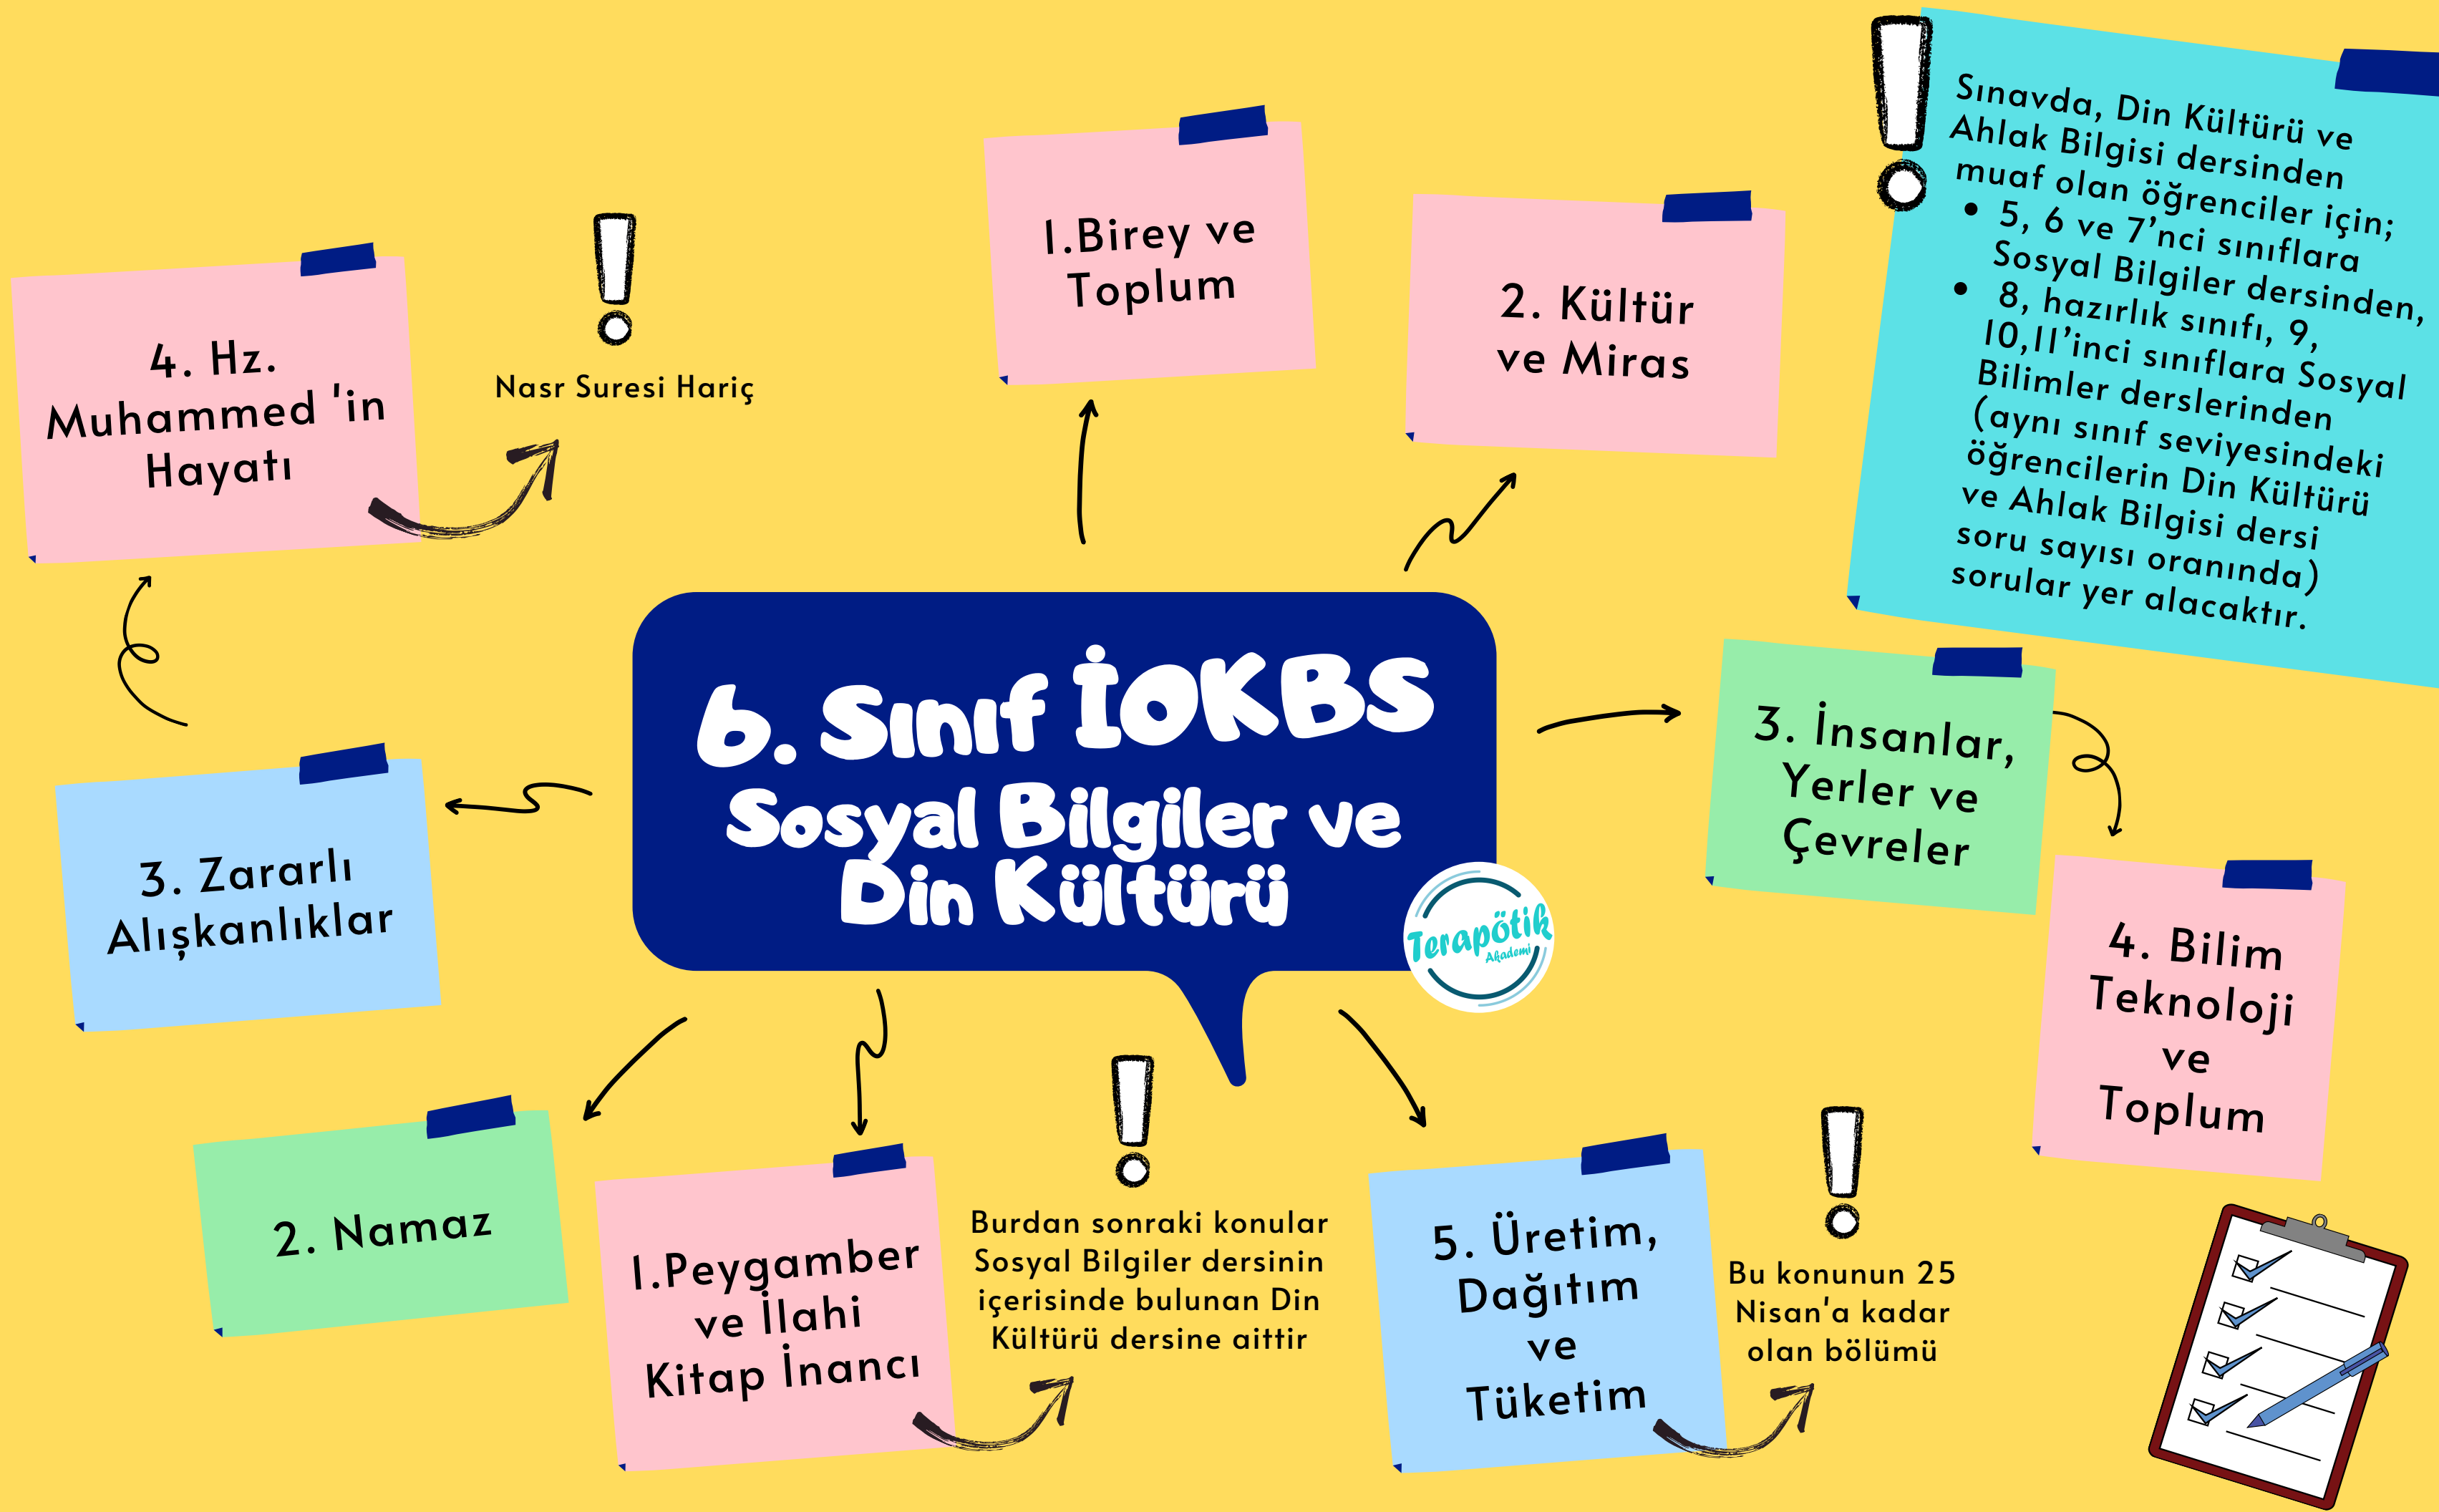 6. Sınıf İOKBS
Sosyal Bilgiler ve
Din Kültürü
Terapötik
Akademi
1.Birey ve
Toplum
2. Kültür
ve Miras
Sınavda, Din Kültürü ve
Ahlak Bilgisi dersinden
muaf olan öğrenciler için;
• 5, 6 ve 7'nci sınıflara
Sosyal Bilgiler dersinden,
• 8, hazırlık sınıfı, 9,
10,11'inci sınıflara Sosyal
Bilimler derslerinden
(aynı sınıf seviyesindeki
öğrencilerin Din Kültürü
ve Ahlak Bilgisi dersi
soru sayısı oranında)
sorular yer alacaktır.
3. İnsanlar,
Yerler ve
Çevreler
4. Bilim
Teknoloji
ve
Toplum
5. Üretim,
Dağıtım
ve
Tüketim
Bu konunun 25
Nisan'a kadar
olan bölümü
1.Peygamber
ve İlahi
Kitap İnancı
Burdan sonraki konular
Sosyal Bilgiler dersinin
içerisinde bulunan Din
Kültürü dersine aittir
2. Namaz
3. Zararlı
Alışkanlıklar
4. Hz.
Muhammed 'in
Hayatı
Nasr Suresi Hariç